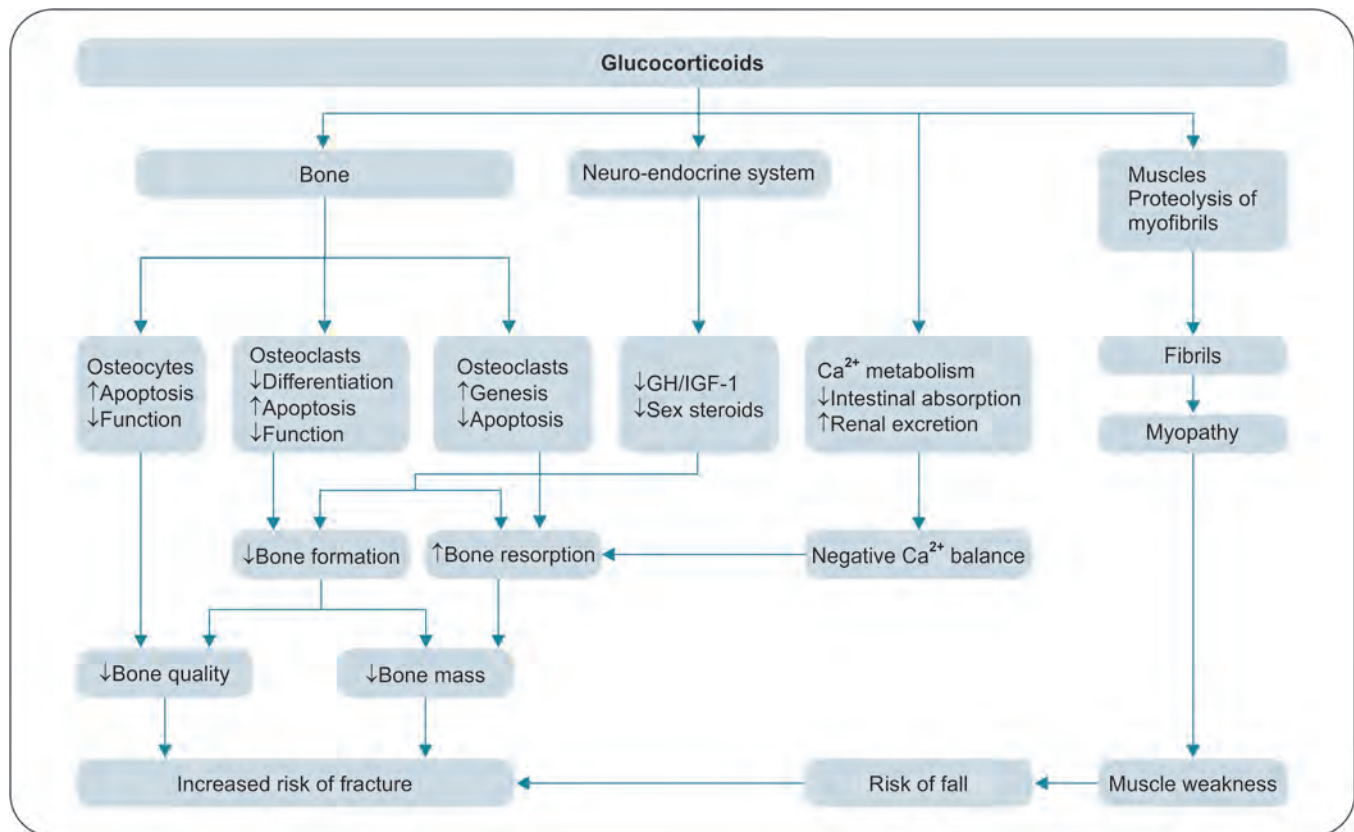 Glucocorticoids
Bone
Neuro-endocrine system
Muscles
Proteolysis of
myofibrils
Osteocytes
↑Apoptosis
↓Function
Osteoclasts
↓Differentiation
↑Apoptosis
↓Function
Osteoclasts
↑Genesis
↓Apoptosis
↓GH/IGF-1
↓Sex steroids
Ca²⁺ metabolism
↓Intestinal absorption
↑Renal excretion
Fibrils
Myopathy
↓Bone formation
↑Bone resorption
Negative Ca²⁺ balance
↓Bone quality
↓Bone mass
Increased risk of fracture
Risk of fall
Muscle weakness